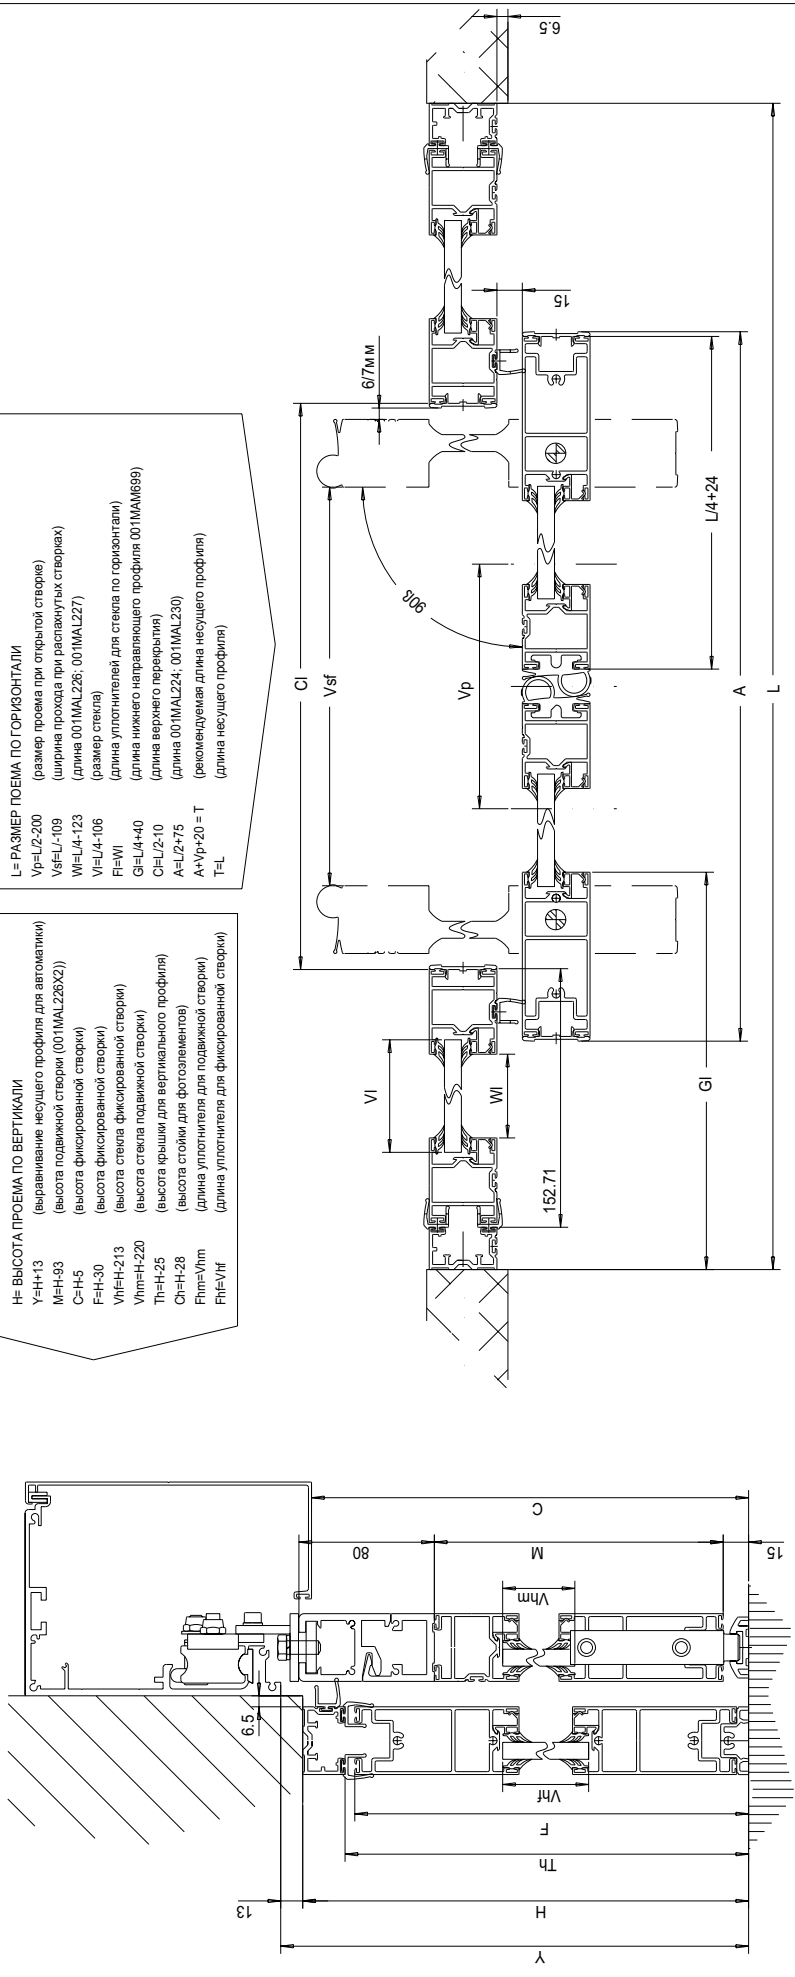 H= ВЫСОТА ПРОЕМА ПО ВЕРТИКАЛИ
Y=H+13 (выравнивание несущего профиля для автоматики)
M=H-93 (высота подвижной створки (001MAL226X2))
C=H-5 (высота фиксированной створки)
F=H-30 (высота фиксированной створки)
Vhf=H-213 (высота стекла фиксированной створки)
Vhm=H-220 (высота стекла подвижной створки)
Th=H-25 (высота крышки для вертикального профиля)
Ch=H-28 (высота стойки для фотоэлементов)
Fhm=Vhm (длина уплотнителя для подвижной створки)
Fhf=Vhf (длина уплотнителя для фиксированной створки)
L= РАЗМЕР ПОЕМА ПО ГОРИЗОНТАЛИ
Vp=L/2-200 (размер проема при открытой створке)
Vsf=L/-109 (ширина прохода при распахнутых створках)
Wl=L/4-123 (длина 001MAL226; 001MAL227)
Vl=L/4-106 (размер стекла)
Fl=Wl (длина уплотнителей для стекла по горизонтали)
Gl=L/4+40 (длина нижнего направляющего профиля 001MAM699)
Cl=L/2-10 (длина верхнего перекрытия)
A=L/2+75 (длина 001MAL224; 001MAL230)
A+Vp+20 = T (рекомендуемая длина несущего профиля)
T=L (длина несущего профиля)
6.5
15
6/7мм
L/4+24
90ß
Cl
Vsf
Vp
A
L
Vl
Wl
152.71
Gl
C
80
M
15
Vhm
6.5
Vhf
F
Th
13
H
Y